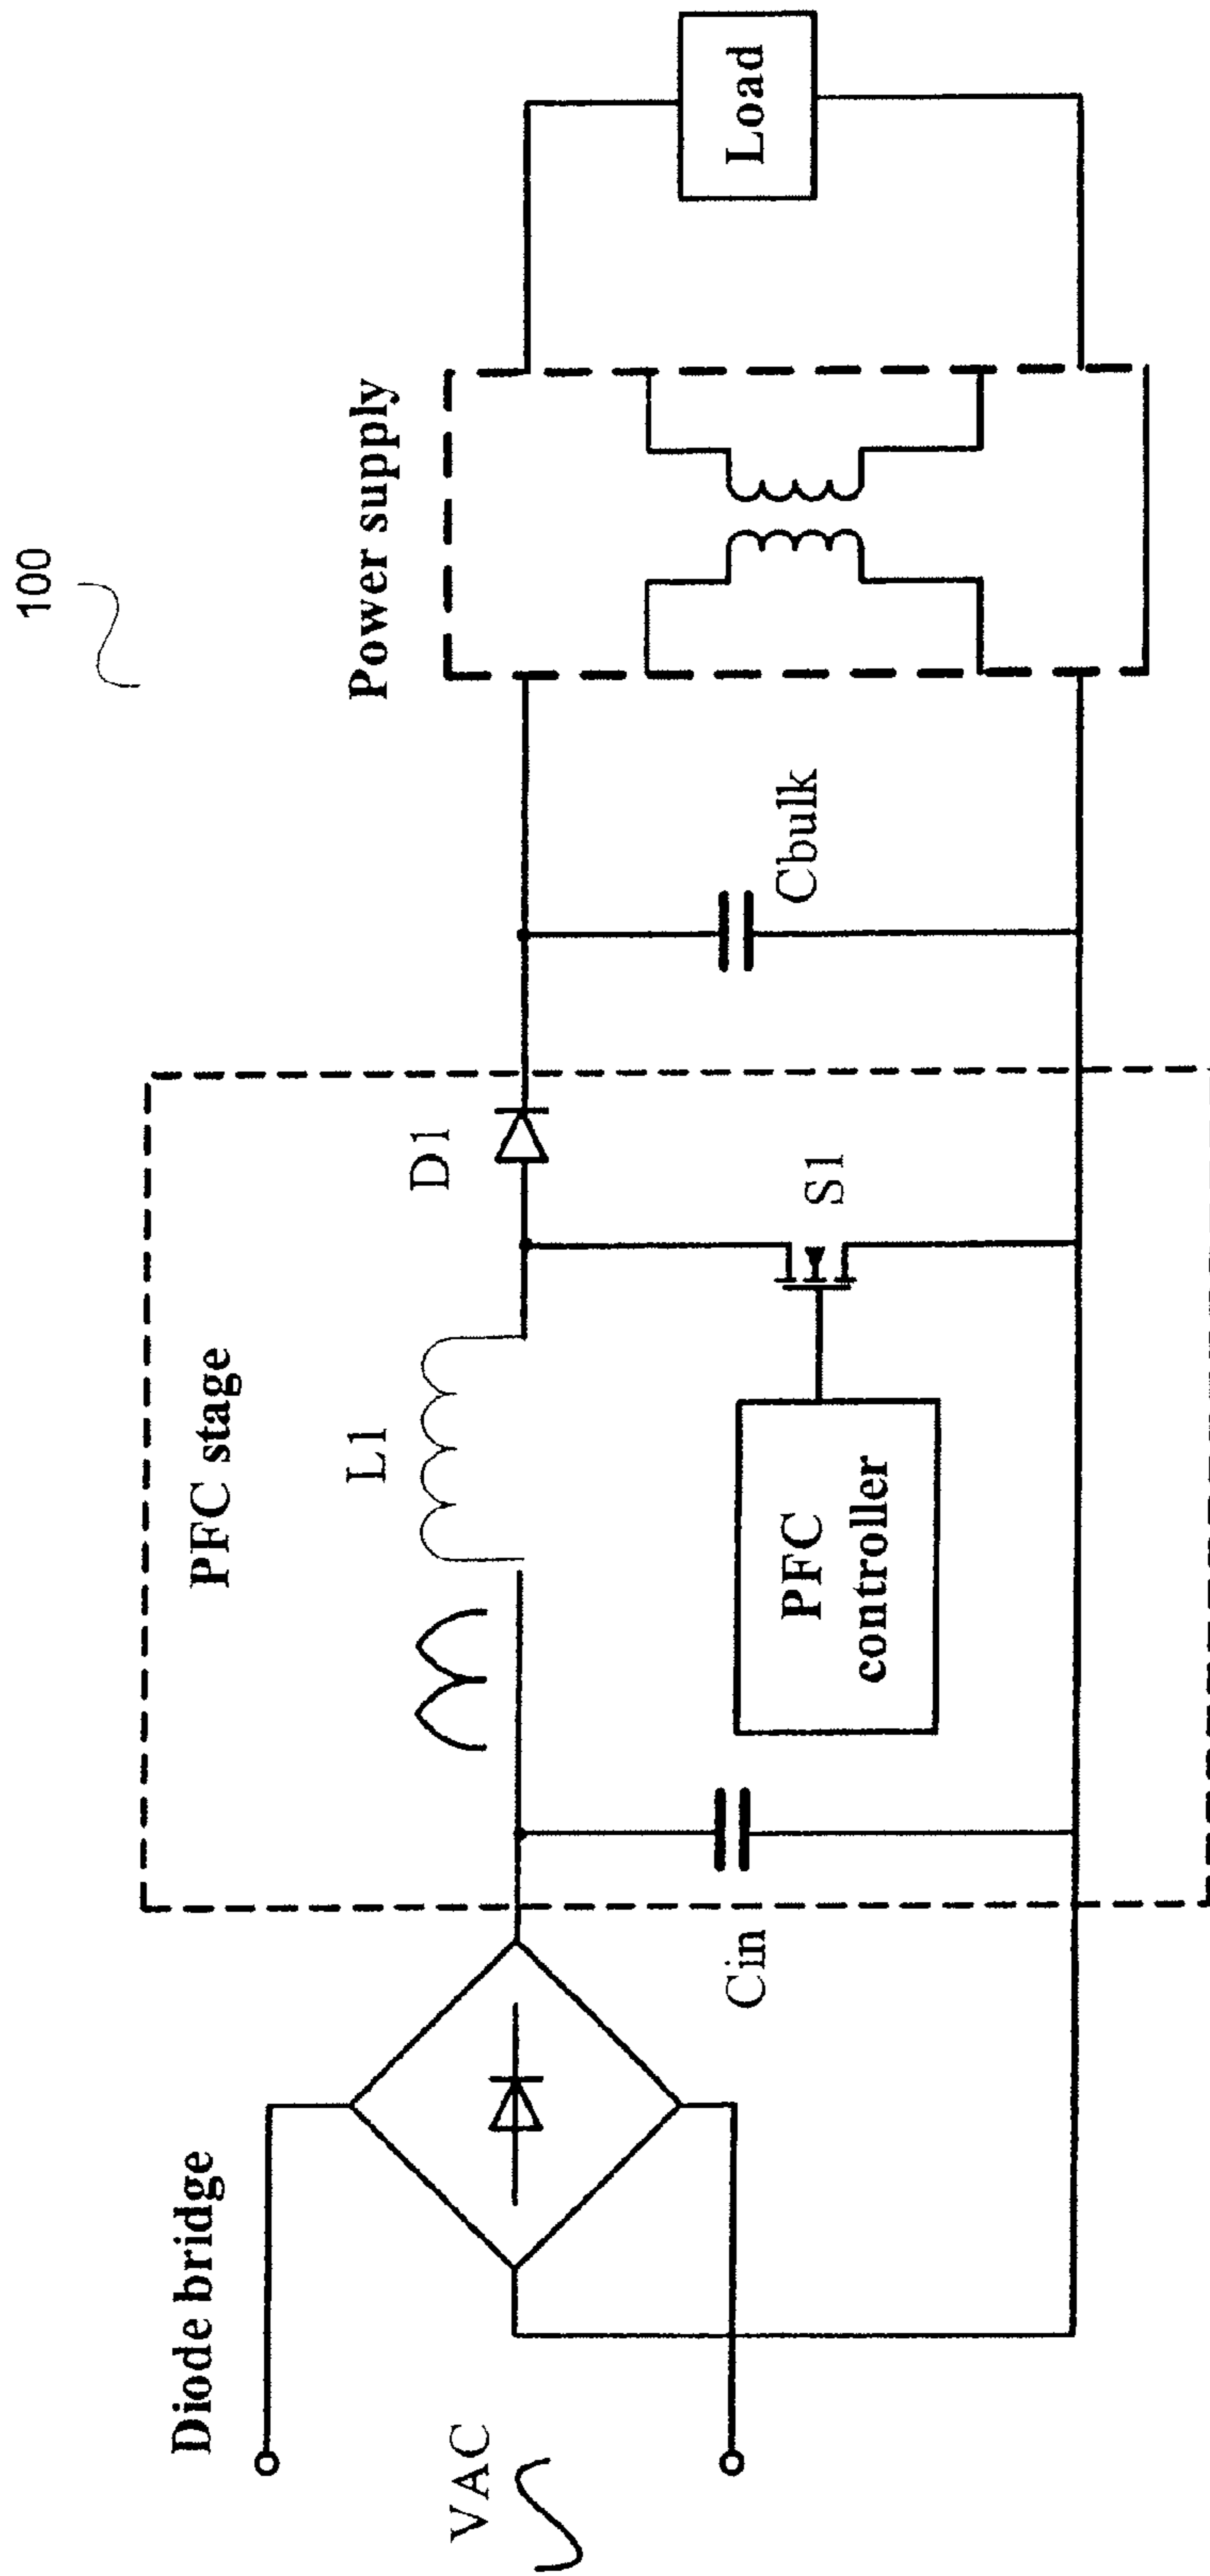 100
Diode bridge
VAC
PFC stage
L1
D1
Cin
PFC
controller
S1
Cbulk
Power supply
Load